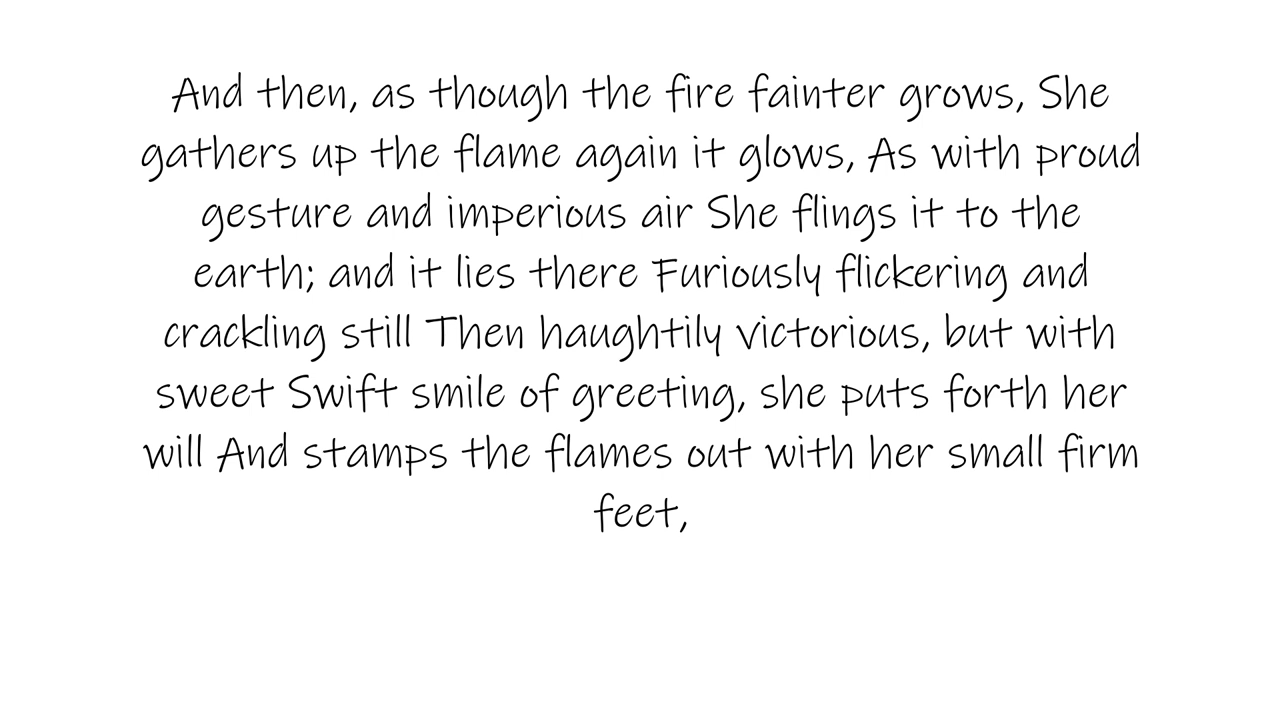 And then, as though the fire fainter grows, She
gathers up the flame again it glows, As with proud
gesture and imperious air She flings it to the
earth; and it lies there Furiously flickering and
crackling still Then haughtily victorious, but with
sweet Swift smile of greeting, she puts forth her
will And stamps the flames out with her small firm
feet,